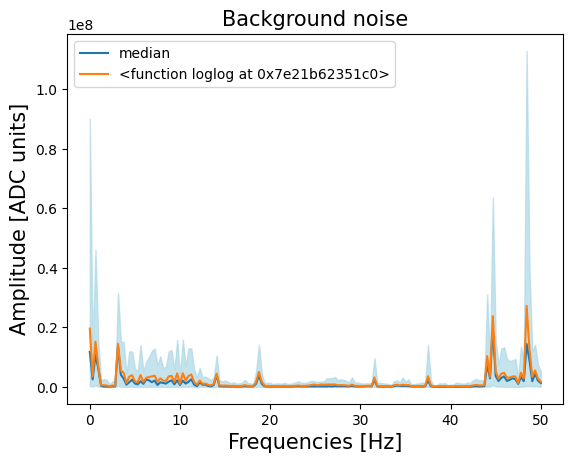 Background noise
1e8
median
<function loglog at 0x7e21b62351c0>
1.0
0.8
0.6
0.4
0.2
0.0
Amplitude [ADC units]
0
10
20
30
40
50
Frequencies [Hz]